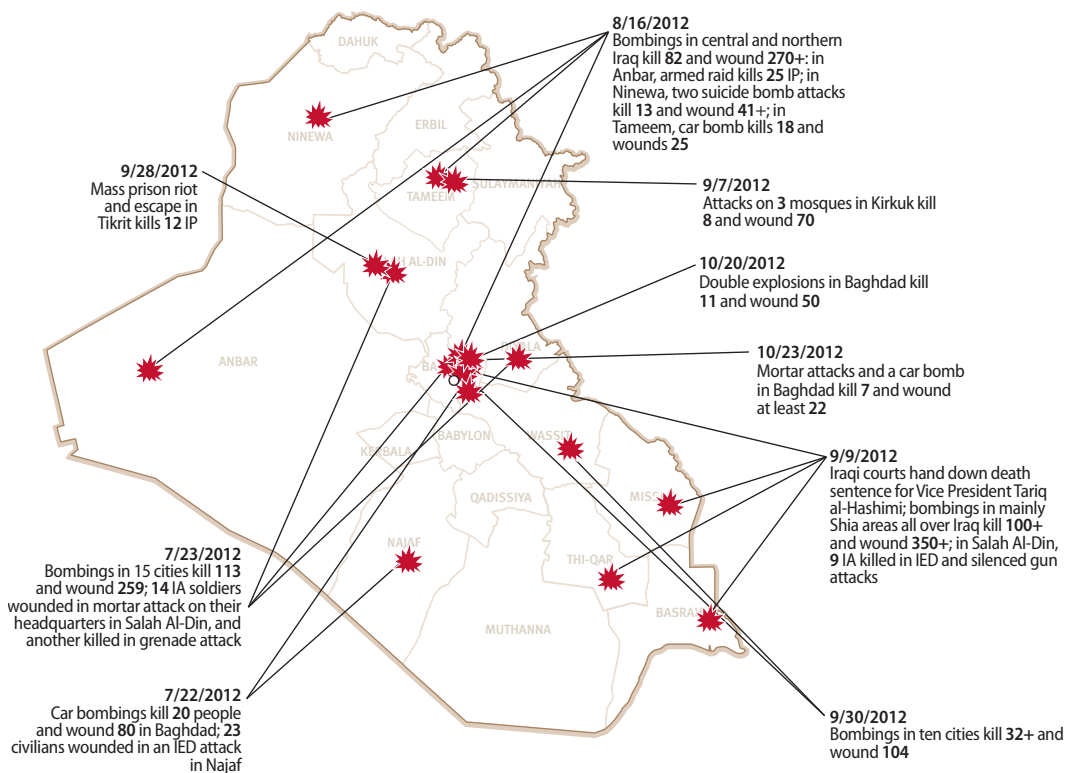 8/16/2012
Bombings in central and northern
Iraq kill 82 and wound 270+: in
Anbar, armed raid kills 25 IP; in
Ninewa, two suicide bomb attacks
kill 13 and wound 41+; in
Tameem, car bomb kills 18 and
wounds 25
DAHUK
NINEWA
ERBIL
SULAYMANIYAH
TAMEEM
9/28/2012
Mass prison riot
and escape in
Tikrit kills 12 IP
9/7/2012
Attacks on 3 mosques in Kirkuk kill
8 and wound 70
AL-DIN
10/20/2012
Double explosions in Baghdad kill
11 and wound 50
ANBAR
BA
ALA
10/23/2012
Mortar attacks and a car bomb
in Baghdad kill 7 and wound
at least 22
KERBALA
BABYLON
WASSIT
QADISSIYA
MISS
NAJAF
THI-QAR
BASRAH
MUTHANNA
9/9/2012
Iraqi courts hand down death
sentence for Vice President Tariq
al-Hashimi; bombings in mainly
Shia areas all over Iraq kill 100+
and wound 350+; in Salah Al-Din,
9 IA killed in IED and silenced gun
attacks
7/23/2012
Bombings in 15 cities kill 113
and wound 259; 14 IA soldiers
wounded in mortar attack on their
headquarters in Salah Al-Din, and
another killed in grenade attack
7/22/2012
Car bombings kill 20 people
and wound 80 in Baghdad; 23
civilians wounded in an IED attack
in Najaf
9/30/2012
Bombings in ten cities kill 32+ and
wound 104